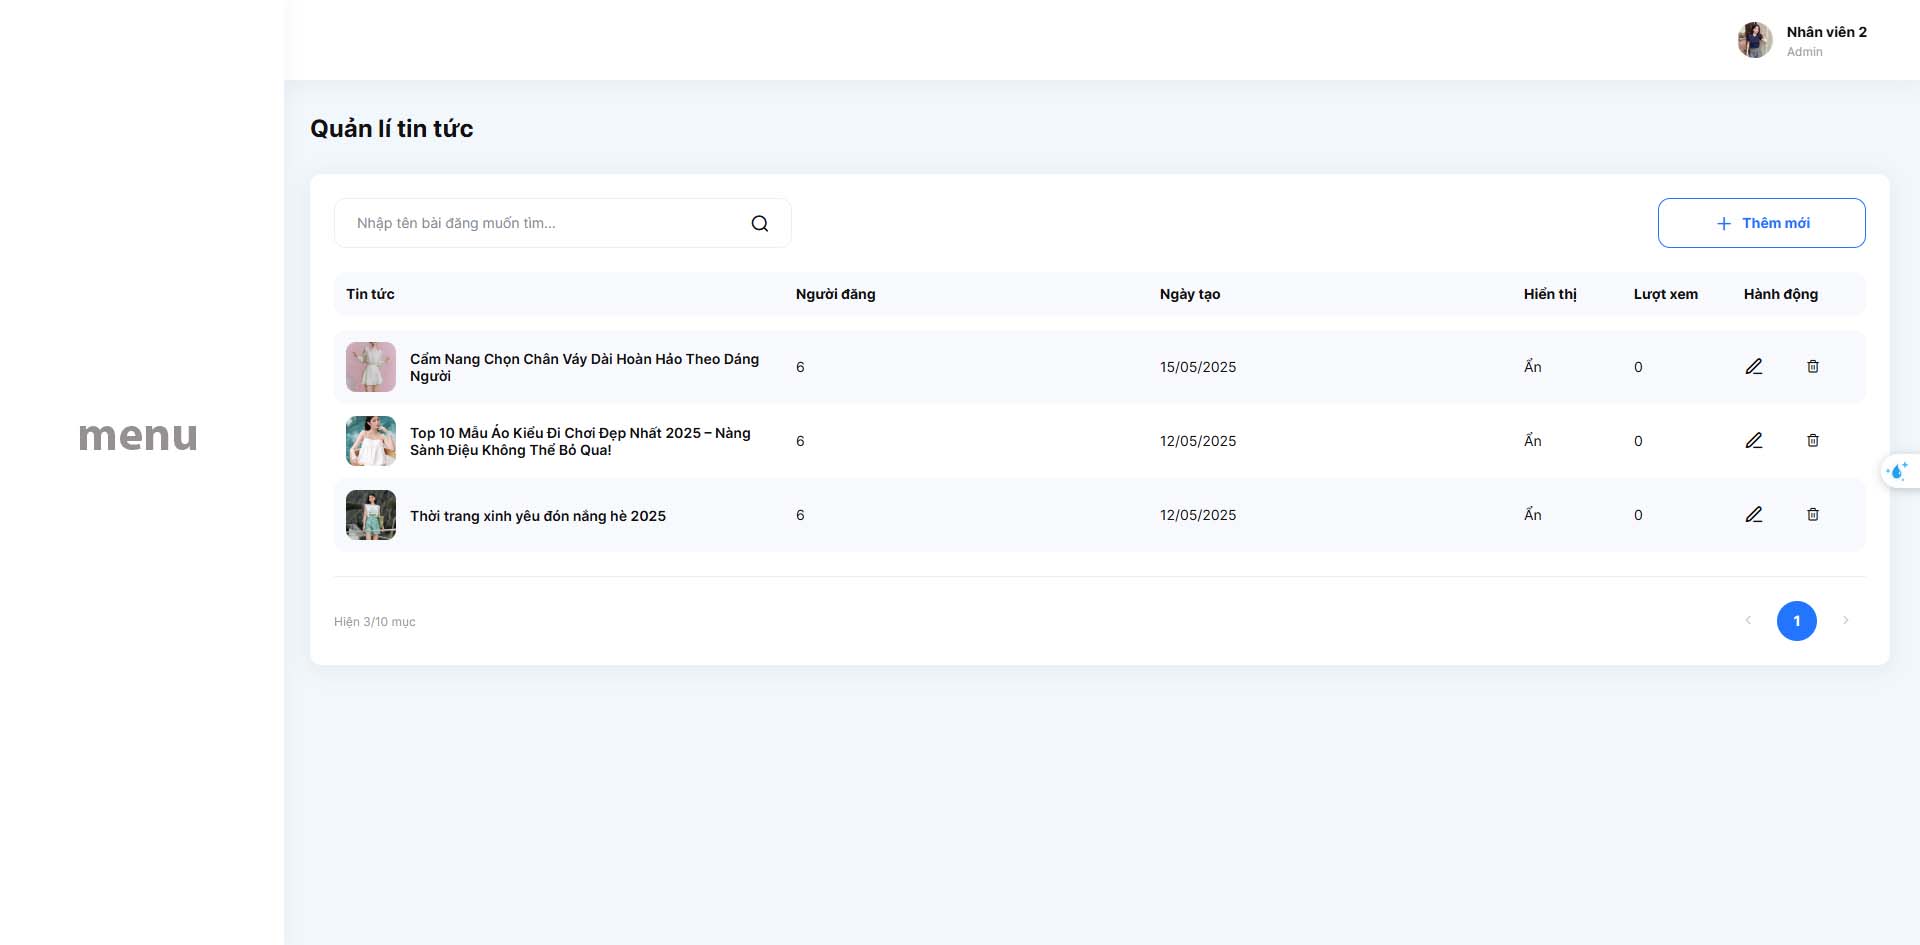 Nhân viên 2
Admin
menu
Quản lí tin tức
Nhập tên bài đăng muốn tìm...
Thêm mới
Tin tức Người đăng Ngày tạo Hiển thị Lượt xem Hành động
Cẩm Nang Chọn Chân Váy Dài Hoàn Hảo Theo Dáng
Người
6 15/05/2025 Ẩn 0
Top 10 Mẫu Áo Kiểu Đi Chơi Đẹp Nhất 2025 – Nàng
Sành Điệu Không Thể Bỏ Qua!
6 12/05/2025 Ẩn 0
Thời trang xinh yêu đón nắng hè 2025 6 12/05/2025 Ẩn 0
Hiện 3/10 mục
1